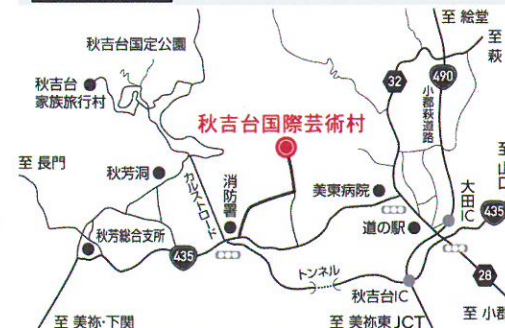 至 絵堂
至 萩
秋吉台国定公園
32
490
秋吉台
家族旅行村
小郡萩道路
秋吉台国際芸術村
至 長門
秋芳洞
カルストロード
消防署
美東病院
大田IC
至 山口
435
秋芳総合支所
435
道の駅
トンネル
28
秋吉台IC
至 美祢・下関
至 美祢東JCT
至 小郡